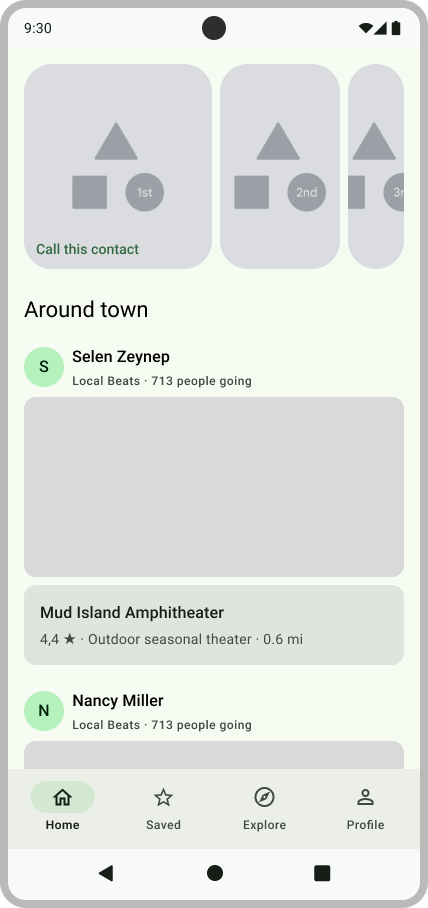 9:30
1st
2nd
Call this contact
Around town
S
Selen Zeynep
Local Beats · 713 people going
Mud Island Amphitheater
4,4 ★ · Outdoor seasonal theater · 0.6 mi
N
Nancy Miller
Local Beats · 713 people going
Home
Saved
Explore
Profile